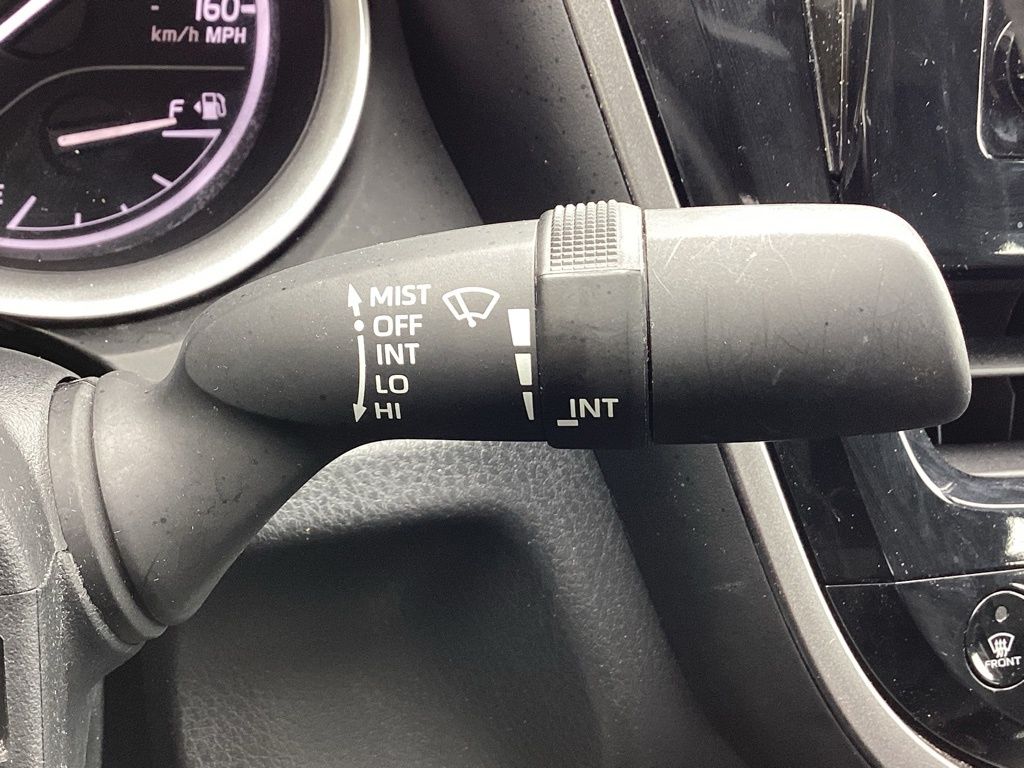 160
km/h MPH
F
E
MIST
OFF
INT
LO
HI
INT
FRONT